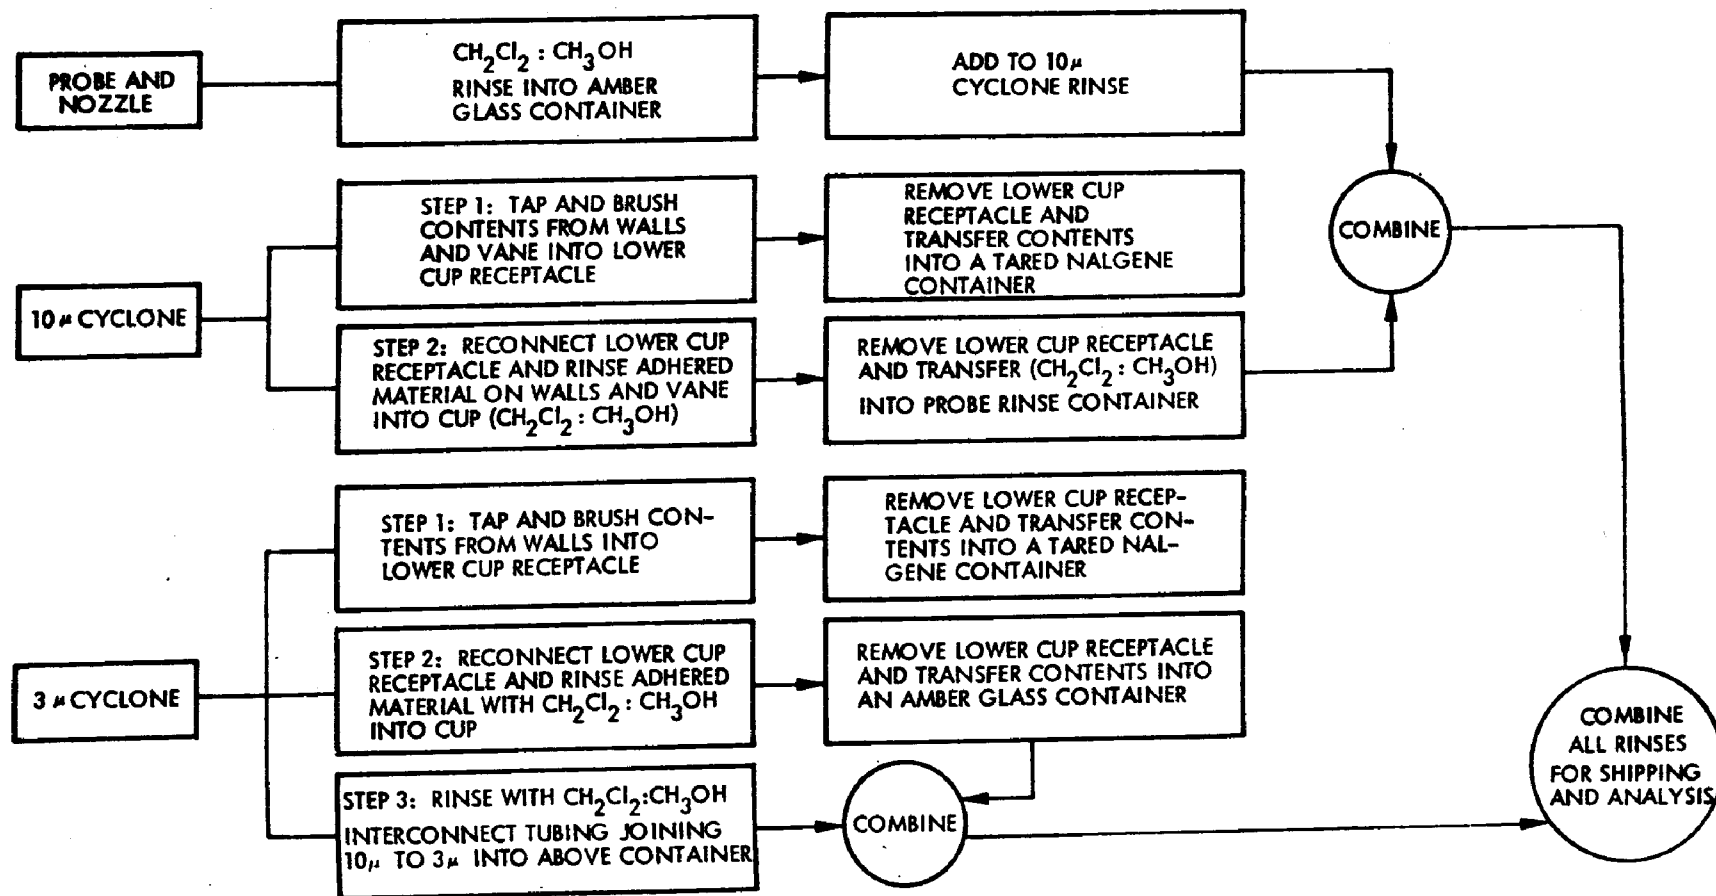 PROBE AND
NOZZLE
CH₂Cl₂ : CH₃OH
RINSE INTO AMBER
GLASS CONTAINER
ADD TO 10μ
CYCLONE RINSE
10 μ CYCLONE
STEP 1: TAP AND BRUSH
CONTENTS FROM WALLS
AND VANE INTO LOWER
CUP RECEPTACLE
REMOVE LOWER CUP
RECEPTACLE AND
TRANSFER CONTENTS
INTO A TARED NALGENE
CONTAINER
COMBINE
STEP 2: RECONNECT LOWER CUP
RECEPTACLE AND RINSE ADHERED
MATERIAL ON WALLS AND VANE
INTO CUP (CH₂Cl₂ : CH₃OH)
REMOVE LOWER CUP RECEPTACLE
AND TRANSFER (CH₂Cl₂ : CH₃OH)
INTO PROBE RINSE CONTAINER
3 μ CYCLONE
STEP 1: TAP AND BRUSH CON-
TENTS FROM WALLS INTO
LOWER CUP RECEPTACLE
REMOVE LOWER CUP RECEP-
TACLE AND TRANSFER CON-
TENTS INTO A TARED NAL-
GENE CONTAINER
STEP 2: RECONNECT LOWER CUP
RECEPTACLE AND RINSE ADHERED
MATERIAL WITH CH₂Cl₂ : CH₃OH
INTO CUP
REMOVE LOWER CUP RECEPTACLE
AND TRANSFER CONTENTS INTO
AN AMBER GLASS CONTAINER
STEP 3: RINSE WITH CH₂Cl₂:CH₃OH
INTERCONNECT TUBING JOINING
10μ TO 3μ INTO ABOVE CONTAINER
COMBINE
COMBINE
ALL RINSES
FOR SHIPPING
AND ANALYSIS